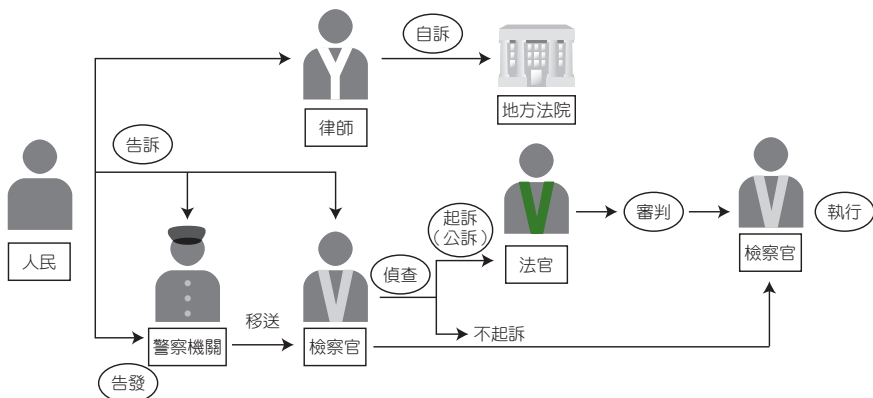 自訴
律師
地方法院
告訴
人民
起訴
（公訴）
法官
審判
檢察官
執行
偵查
移送
不起訴
警察機關
檢察官
告發